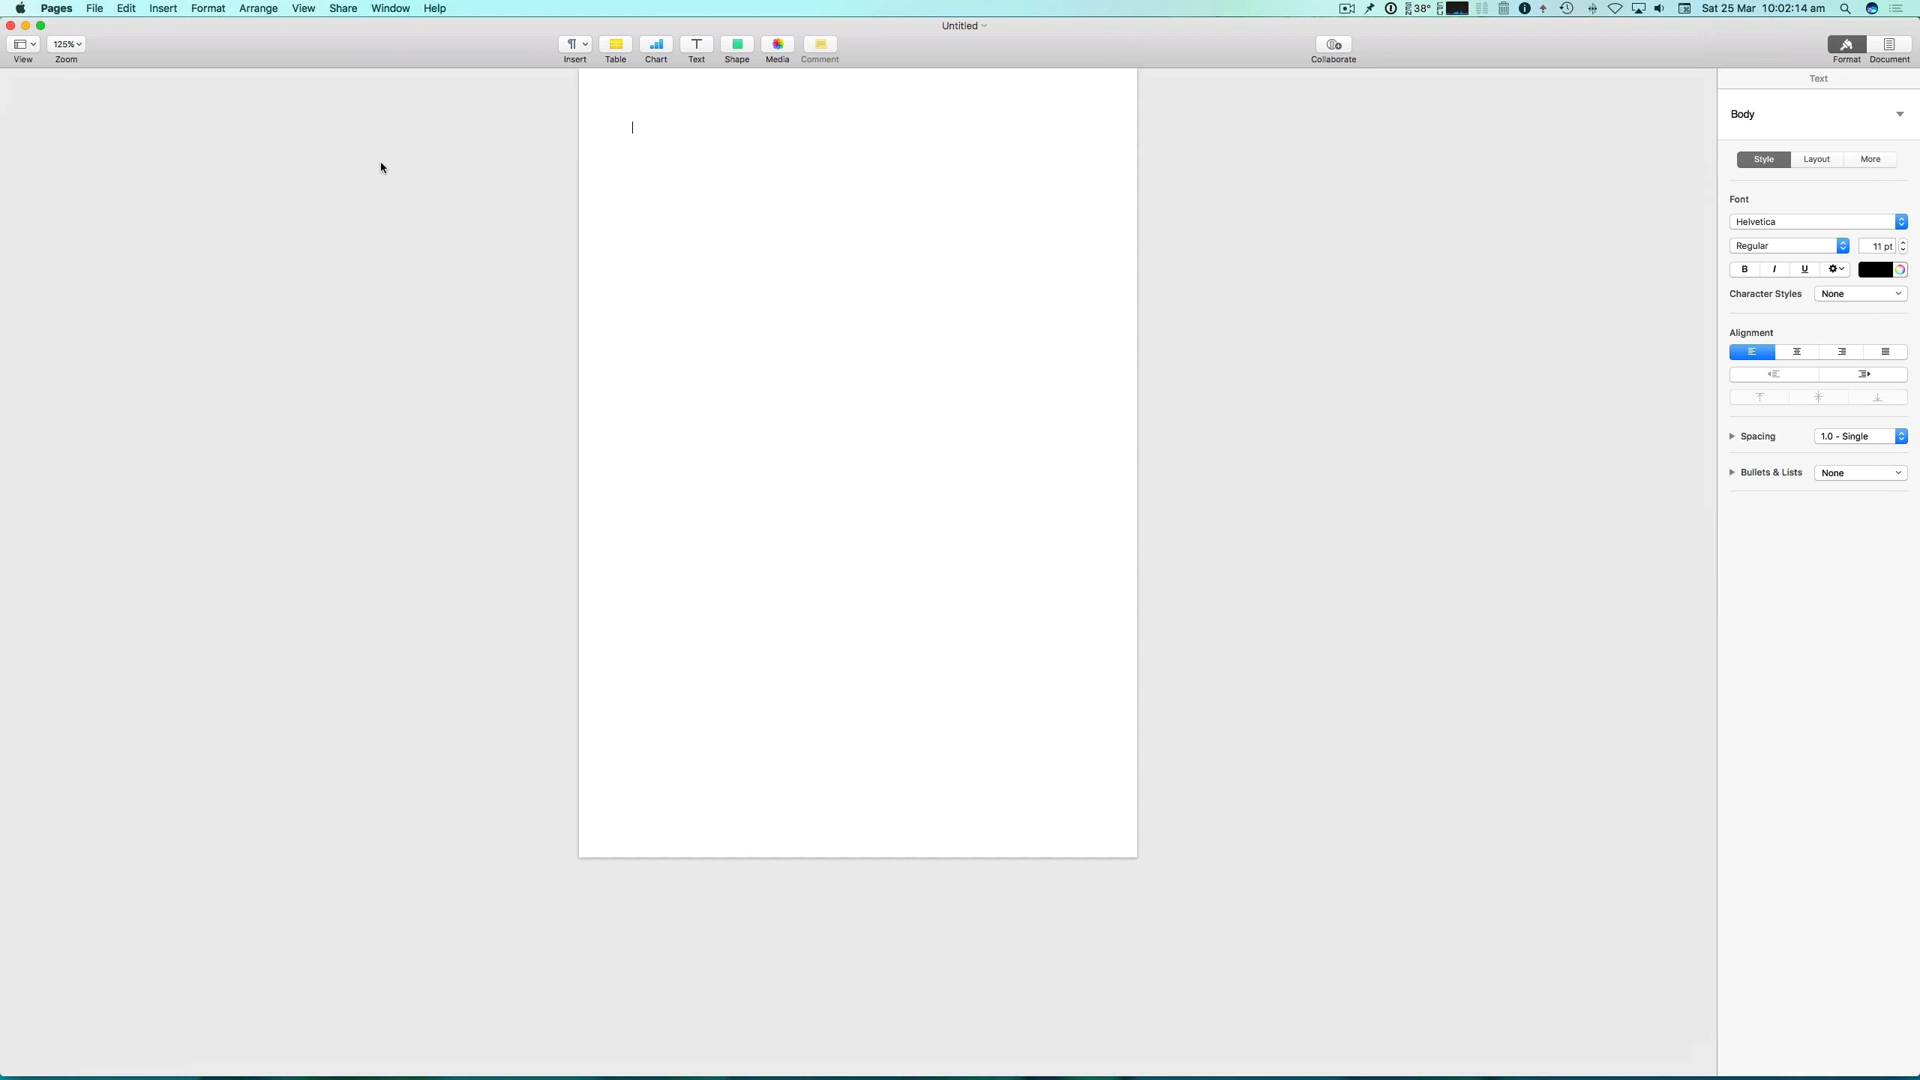 Pages File Edit Insert Format Arrange View Share Window Help 38° Sat 25 Mar 10:02:14 am
Untitled
125%
View Zoom Insert Table Chart Text Shape Media Comment Collaborate Format Document
Text
Body
Style Layout More
Font
Helvetica
Regular 11 pt
B I U
Character Styles None
Alignment
Spacing 1.0 - Single
Bullets & Lists None